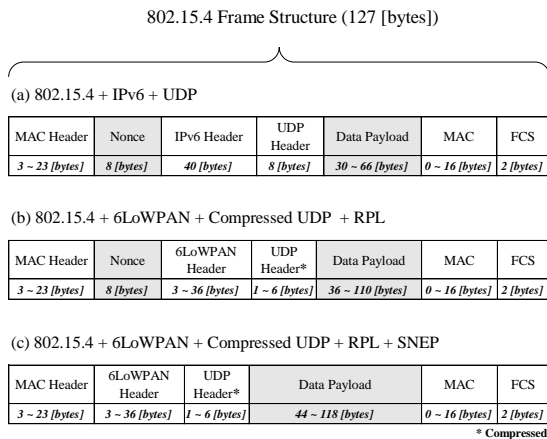 802.15.4 Frame Structure (127 [bytes])
(a) 802.15.4 + IPv6 + UDP
MAC Header Nonce IPv6 Header UDP Header Data Payload MAC FCS
3 ~ 23 [bytes] 8 [bytes] 40 [bytes] 8 [bytes] 30 ~ 66 [bytes] 0 ~ 16 [bytes] 2 [bytes]
(b) 802.15.4 + 6LoWPAN + Compressed UDP + RPL
MAC Header Nonce 6LoWPAN Header UDP Header* Data Payload MAC FCS
3 ~ 23 [bytes] 8 [bytes] 3 ~ 36 [bytes] 1 ~ 6 [bytes] 36 ~ 110 [bytes] 0 ~ 16 [bytes] 2 [bytes]
(c) 802.15.4 + 6LoWPAN + Compressed UDP + RPL + SNEP
MAC Header 6LoWPAN Header UDP Header* Data Payload MAC FCS
3 ~ 23 [bytes] 3 ~ 36 [bytes] 1 ~ 6 [bytes] 44 ~ 118 [bytes] 0 ~ 16 [bytes] 2 [bytes]
* Compressed